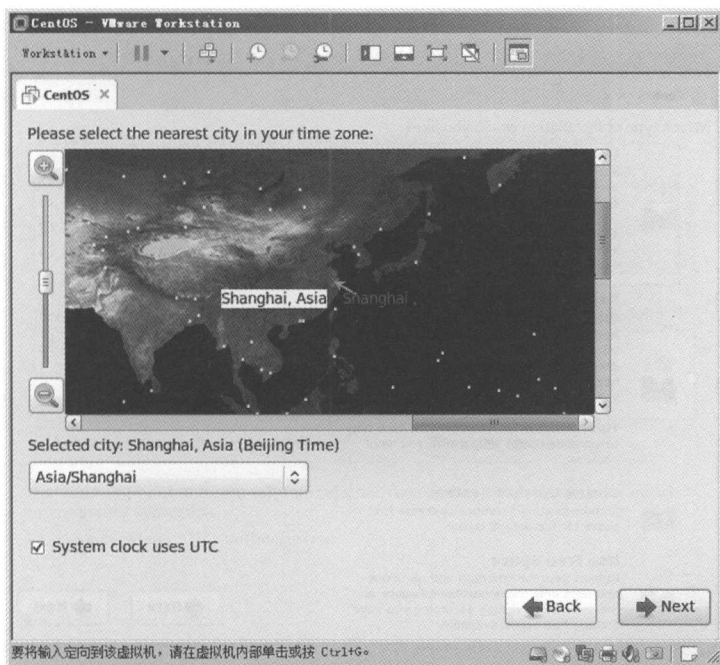 CentOS - VMware Workstation
Workstation
CentOS
Please select the nearest city in your time zone:
Shanghai, Asia
Shanghai
Selected city: Shanghai, Asia (Beijing Time)
Asia/Shanghai
System clock uses UTC
Back
Next
要将输入定向到该虚拟机，请在虚拟机内部单击或按 Ctrl+G。